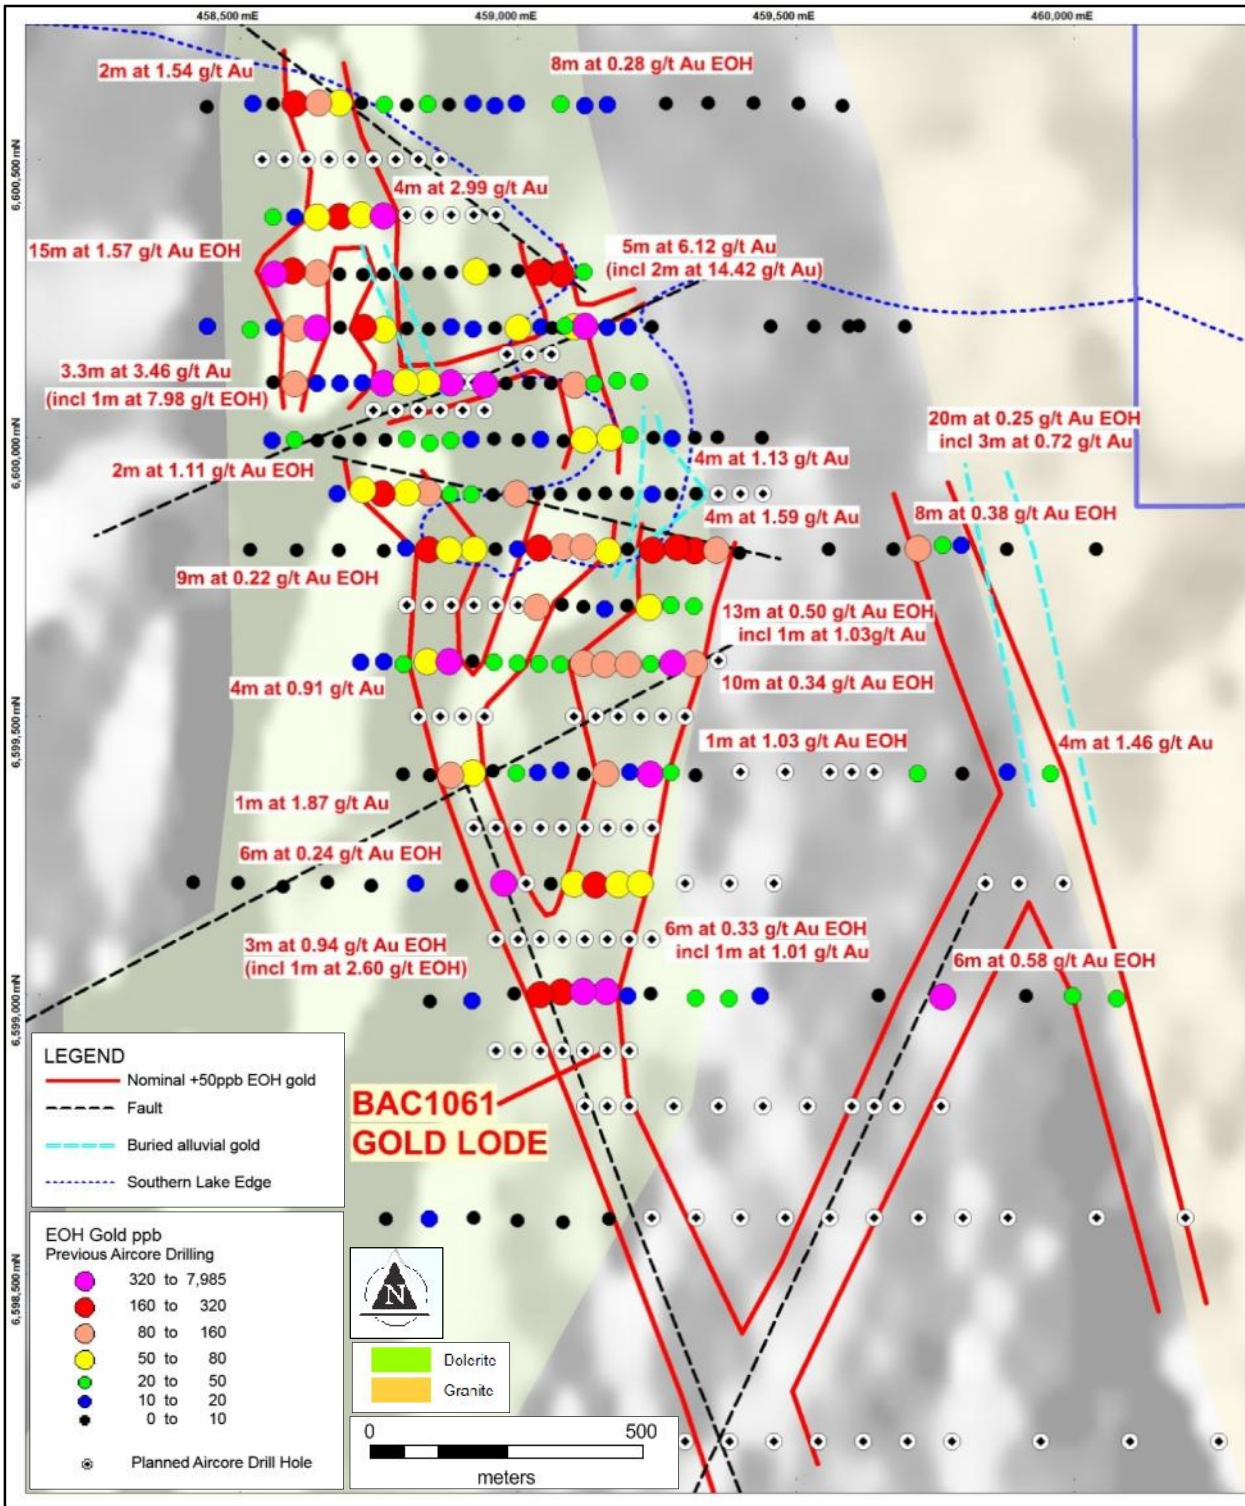 458,500 mE
459,000 mE
459,500 mE
460,000 mE
2m at 1.54 g/t Au
8m at 0.28 g/t Au EOH
6,600,500 mN
4m at 2.99 g/t Au
15m at 1.57 g/t Au EOH
5m at 6.12 g/t Au
(incl 2m at 14.42 g/t Au)
3.3m at 3.46 g/t Au
(incl 1m at 7.98 g/t EOH)
6,600,000 mN
20m at 0.25 g/t Au EOH
incl 3m at 0.72 g/t Au
2m at 1.11 g/t Au EOH
4m at 1.13 g/t Au
4m at 1.59 g/t Au
8m at 0.38 g/t Au EOH
9m at 0.22 g/t Au EOH
13m at 0.50 g/t Au EOH
incl 1m at 1.03g/t Au
4m at 0.91 g/t Au
10m at 0.34 g/t Au EOH
6,599,500 mN
1m at 1.03 g/t Au EOH
4m at 1.46 g/t Au
1m at 1.87 g/t Au
6m at 0.24 g/t Au EOH
3m at 0.94 g/t Au EOH
(incl 1m at 2.60 g/t EOH)
6m at 0.33 g/t Au EOH
incl 1m at 1.01 g/t Au
6m at 0.58 g/t Au EOH
6,599,000 mN
LEGEND
Nominal +50ppb EOH gold
Fault
Buried alluvial gold
Southern Lake Edge
BAC1061
GOLD LODE
6,598,500 mN
EOH Gold ppb
Previous Aircore Drilling
320 to 7,985
160 to 320
80 to 160
50 to 80
20 to 50
10 to 20
0 to 10
Planned Aircore Drill Hole
N
Dolerite
Granite
0 500
meters